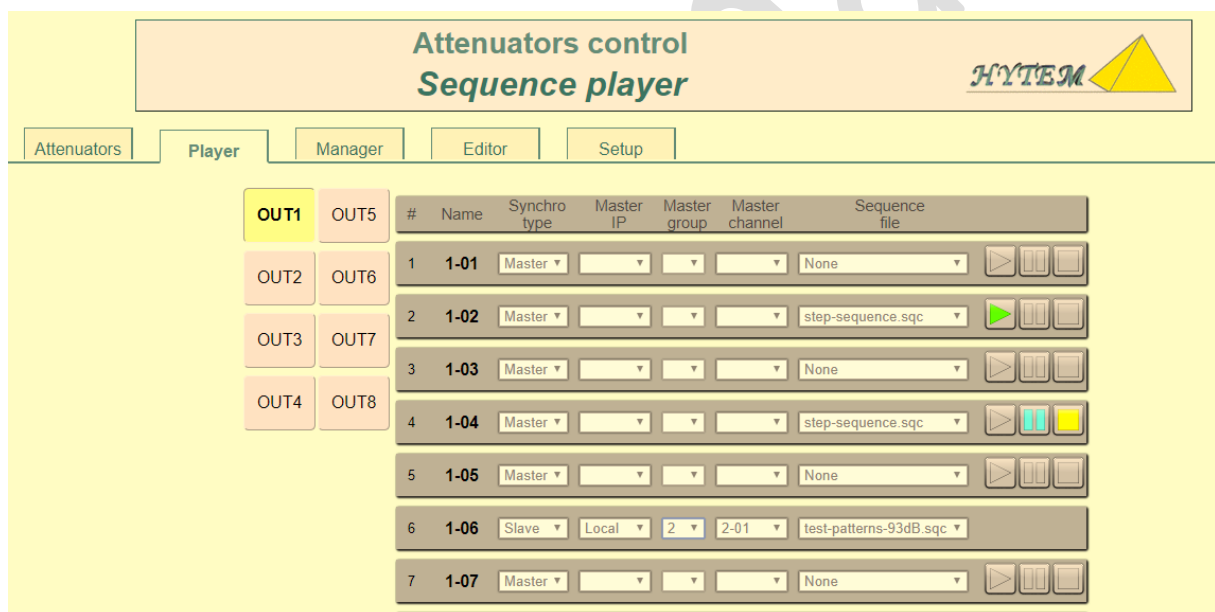 Attenuators control
Sequence player
HYTEM
Attenuators Player Manager Editor Setup
OUT1 OUT5
OUT2 OUT6
OUT3 OUT7
OUT4 OUT8
# Name Synchro type Master IP Master group Master channel Sequence file
1 1-01 Master None
2 1-02 Master step-sequence.sqc
3 1-03 Master None
4 1-04 Master step-sequence.sqc
5 1-05 Master None
6 1-06 Slave Local 2 2-01 test-patterns-93dB.sqc
7 1-07 Master None